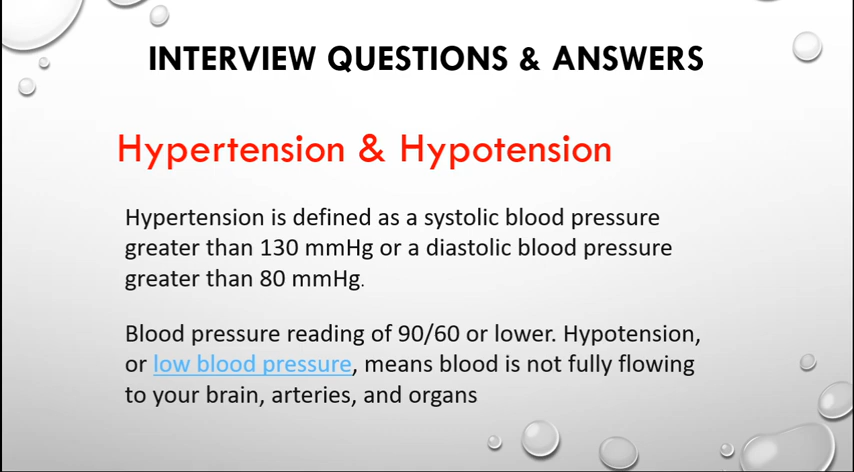 INTERVIEW QUESTIONS & ANSWERS
Hypertension & Hypotension
Hypertension is defined as a systolic blood pressure
greater than 130 mmHg or a diastolic blood pressure
greater than 80 mmHg.
Blood pressure reading of 90/60 or lower. Hypotension,
or low blood pressure, means blood is not fully flowing
to your brain, arteries, and organs